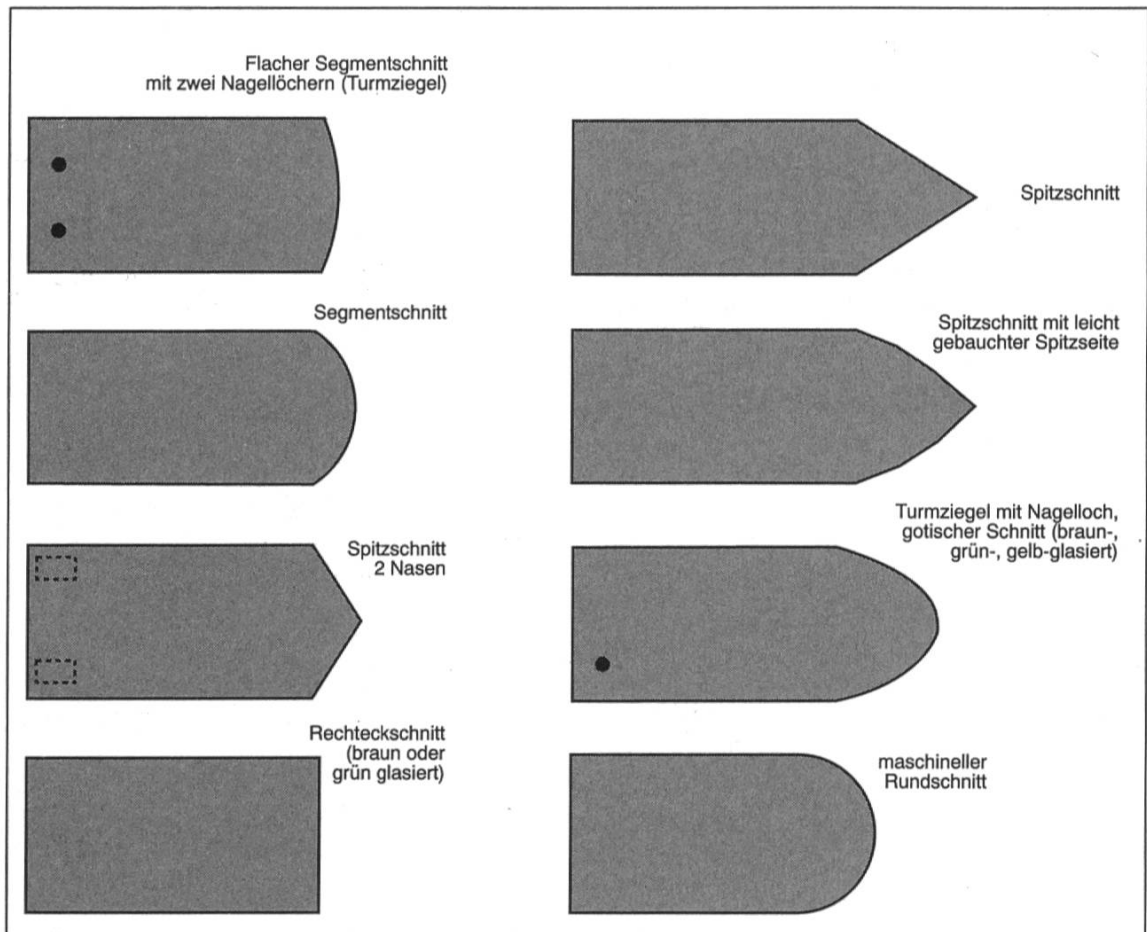 Flacher Segmentschnitt
mit zwei Nagellöchern (Turmziegel)
Spitzschnitt
Segmentschnitt
Spitzschnitt mit leicht
gebauchter Spitzseite
Spitzschnitt
2 Nasen
Turmziegel mit Nagelloch,
gotischer Schnitt (braun-,
grün-, gelb-glasiert)
Rechteckschnitt
(braun oder
grün glasiert)
maschineller
Rundschnitt